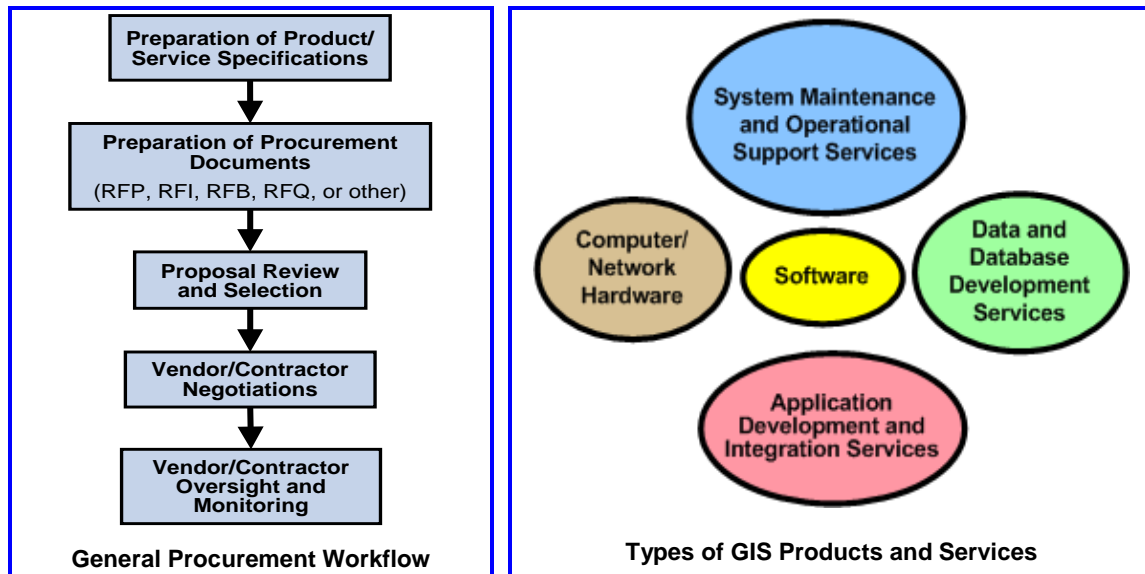 Preparation of Product/
Service Specifications
Preparation of Procurement
Documents
(RFP, RFI, RFB, RFQ, or other)
Proposal Review
and Selection
Vendor/Contractor
Negotiations
Vendor/Contractor
Oversight and
Monitoring
General Procurement Workflow
System Maintenance
and Operational
Support Services
Computer/
Network
Hardware
Software
Data and
Database
Development
Services
Application
Development and
Integration Services
Types of GIS Products and Services